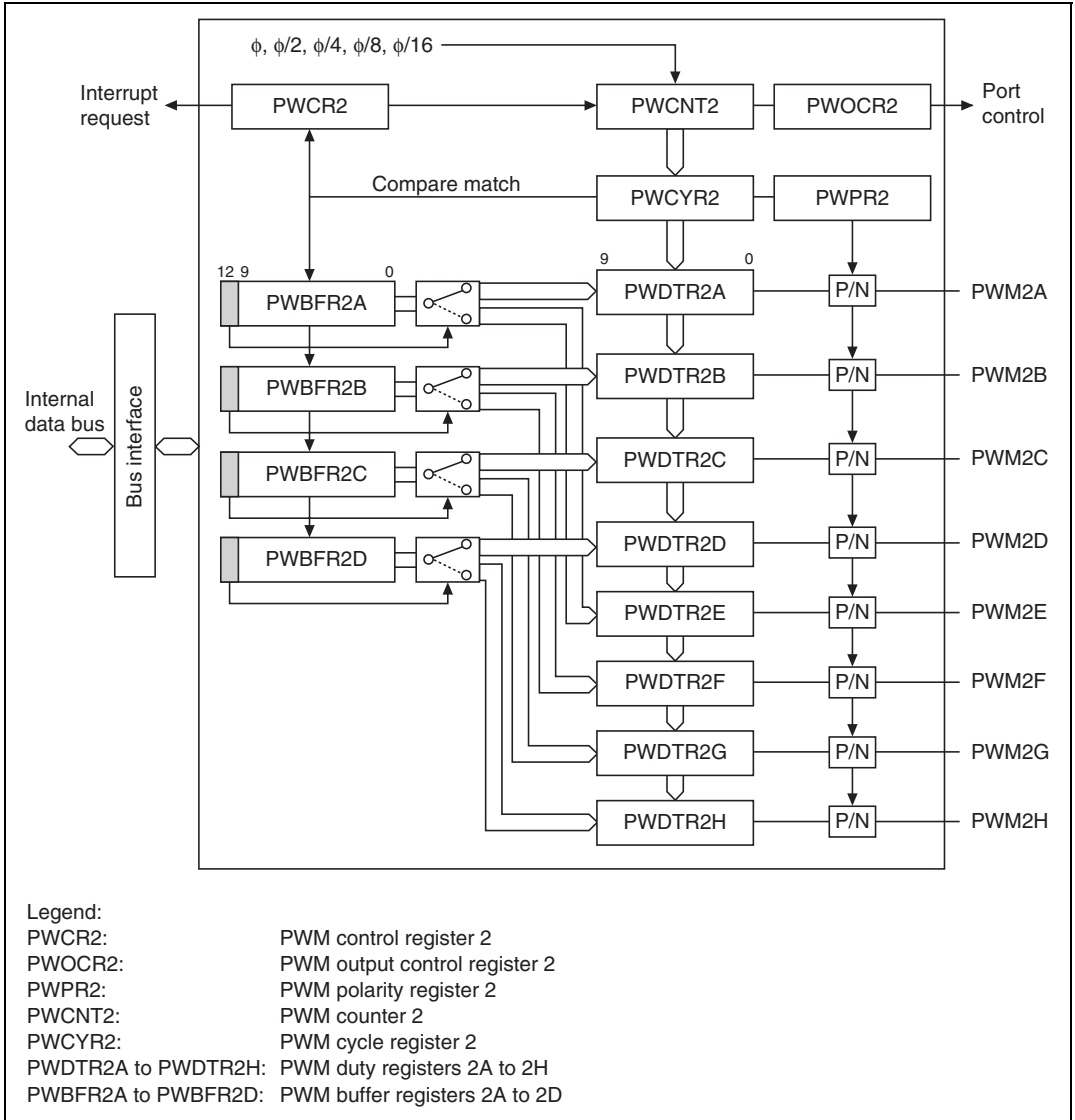 ϕ, ϕ/2, ϕ/4, ϕ/8, ϕ/16
Interrupt request
PWCR2
PWCNT2
PWOCR2
Port control
Compare match
PWCYR2
PWPR2
12 9 0
9 0
PWBFR2A
PWDTR2A
P/N
PWM2A
PWBFR2B
PWDTR2B
P/N
PWM2B
Internal data bus
Bus interface
PWBFR2C
PWDTR2C
P/N
PWM2C
PWBFR2D
PWDTR2D
P/N
PWM2D
PWDTR2E
P/N
PWM2E
PWDTR2F
P/N
PWM2F
PWDTR2G
P/N
PWM2G
PWDTR2H
P/N
PWM2H
Legend:
PWCR2: PWM control register 2
PWOCR2: PWM output control register 2
PWPR2: PWM polarity register 2
PWCNT2: PWM counter 2
PWCYR2: PWM cycle register 2
PWDTR2A to PWDTR2H: PWM duty registers 2A to 2H
PWBFR2A to PWBFR2D: PWM buffer registers 2A to 2D